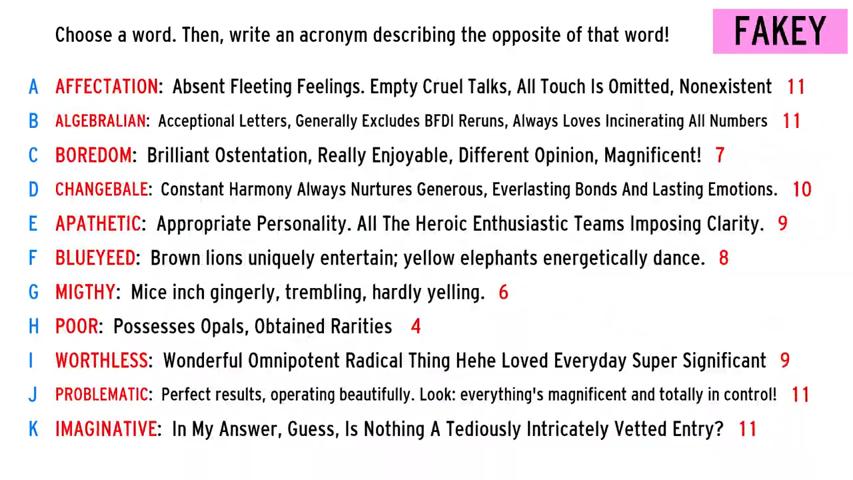 Choose a word. Then, write an acronym describing the opposite of that word! FAKEY
A AFFECTATION: Absent Fleeting Feelings. Empty Cruel Talks, All Touch Is Omitted, Nonexistent 11
B ALGEBRALIAN: Acceptional Letters, Generally Excludes BFDI Reruns, Always Loves Incinerating All Numbers 11
C BOREDOM: Brilliant Ostentation, Really Enjoyable, Different Opinion, Magnificent! 7
D CHANGEBALE: Constant Harmony Always Nurtures Generous, Everlasting Bonds And Lasting Emotions. 10
E APATHETIC: Appropriate Personality. All The Heroic Enthusiastic Teams Imposing Clarity. 9
F BLUEYEED: Brown lions uniquely entertain; yellow elephants energetically dance. 8
G MIGTHY: Mice inch gingerly, trembling, hardly yelling. 6
H POOR: Possesses Opals, Obtained Rarities 4
I WORTHLESS: Wonderful Omnipotent Radical Thing Hehe Loved Everyday Super Significant 9
J PROBLEMATIC: Perfect results, operating beautifully. Look: everything's magnificent and totally in control! 11
K IMAGINATIVE: In My Answer, Guess, Is Nothing A Tediously Intricately Vetted Entry? 11